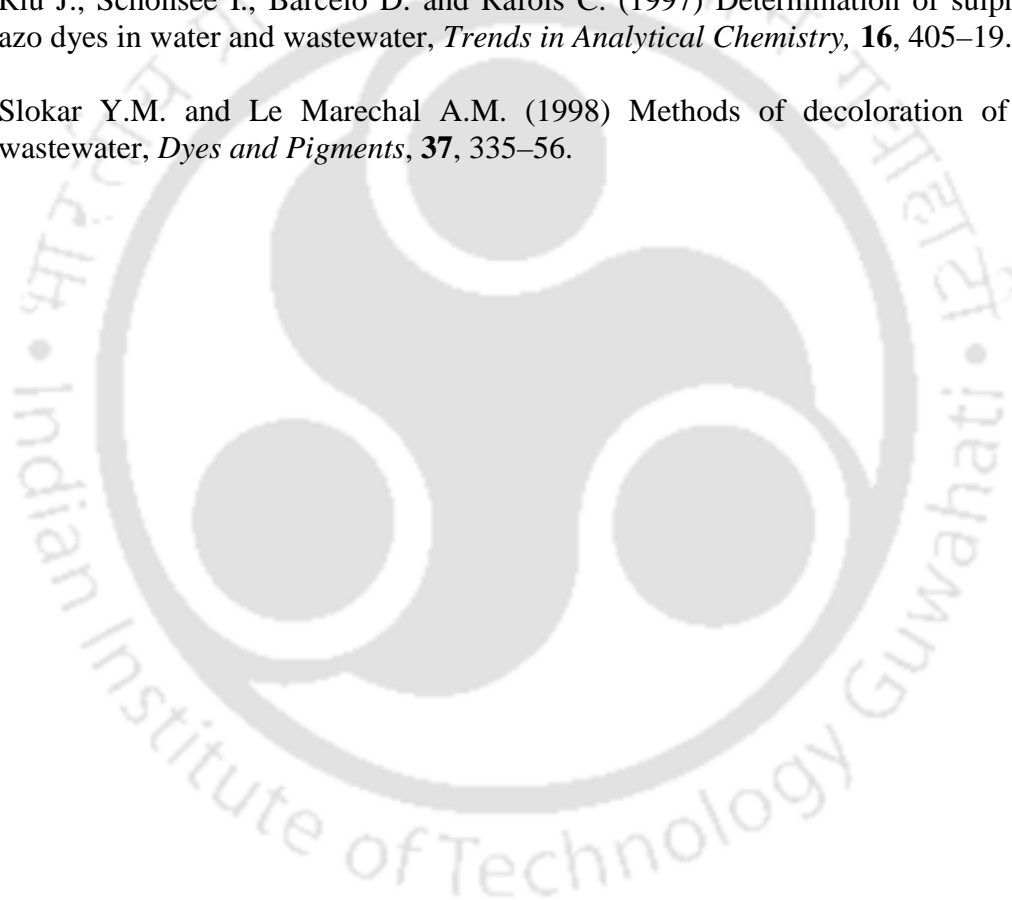 J., Schonsee I., Barcelo D. and Rafols C. (1997) Determination of
azo dyes in water and wastewater, Trends in Analytical Chemistry, 16, 405–19.
Slokar Y.M. and Le Marechal A.M. (1998) Methods of decoloration of
wastewater, Dyes and Pigments, 37, 335–56.
• Indian Institute of Technology Guwahati •